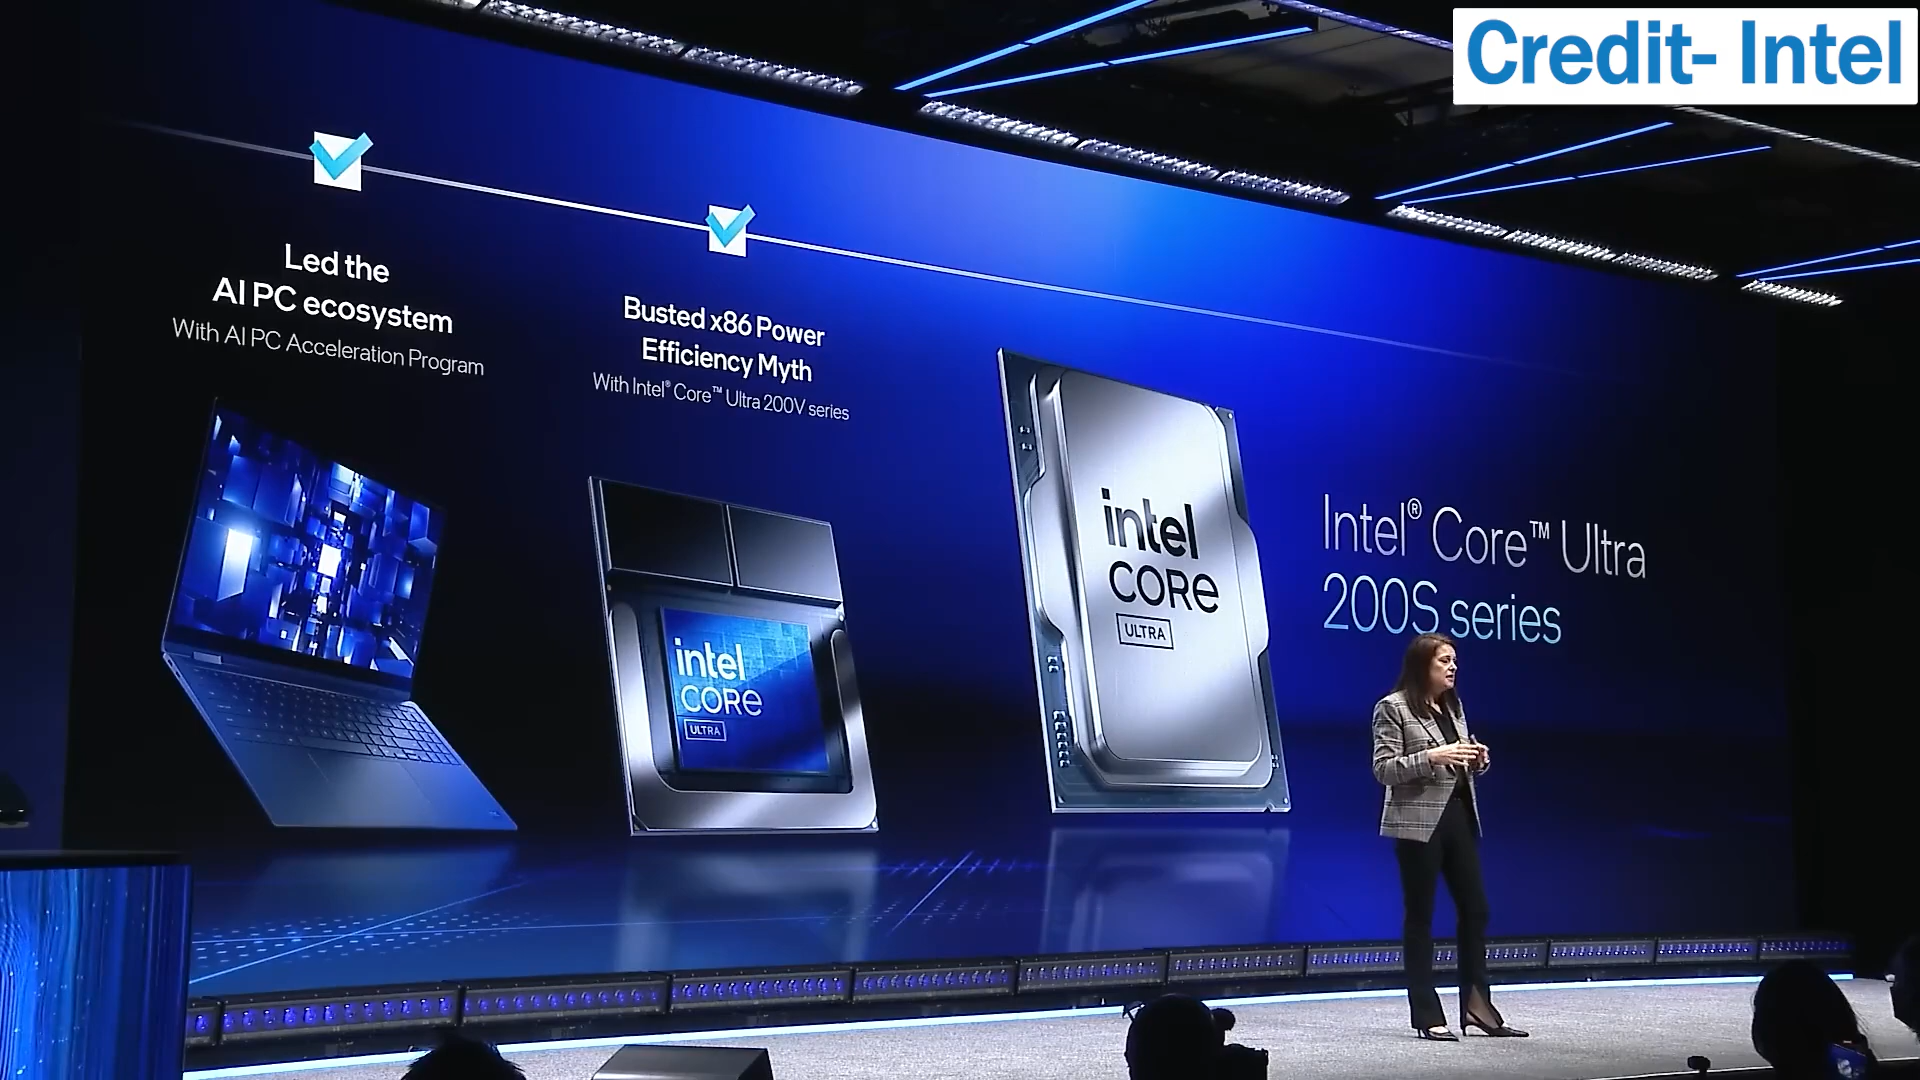 Credit- Intel
Led the
AI PC ecosystem
With AI PC Acceleration Program
Busted x86 Power
Efficiency Myth
With Intel® Core™ Ultra 200V series
intel
CORe
ULTRA
intel
CORe
ULTRA
Intel® Core™ Ultra
200S series